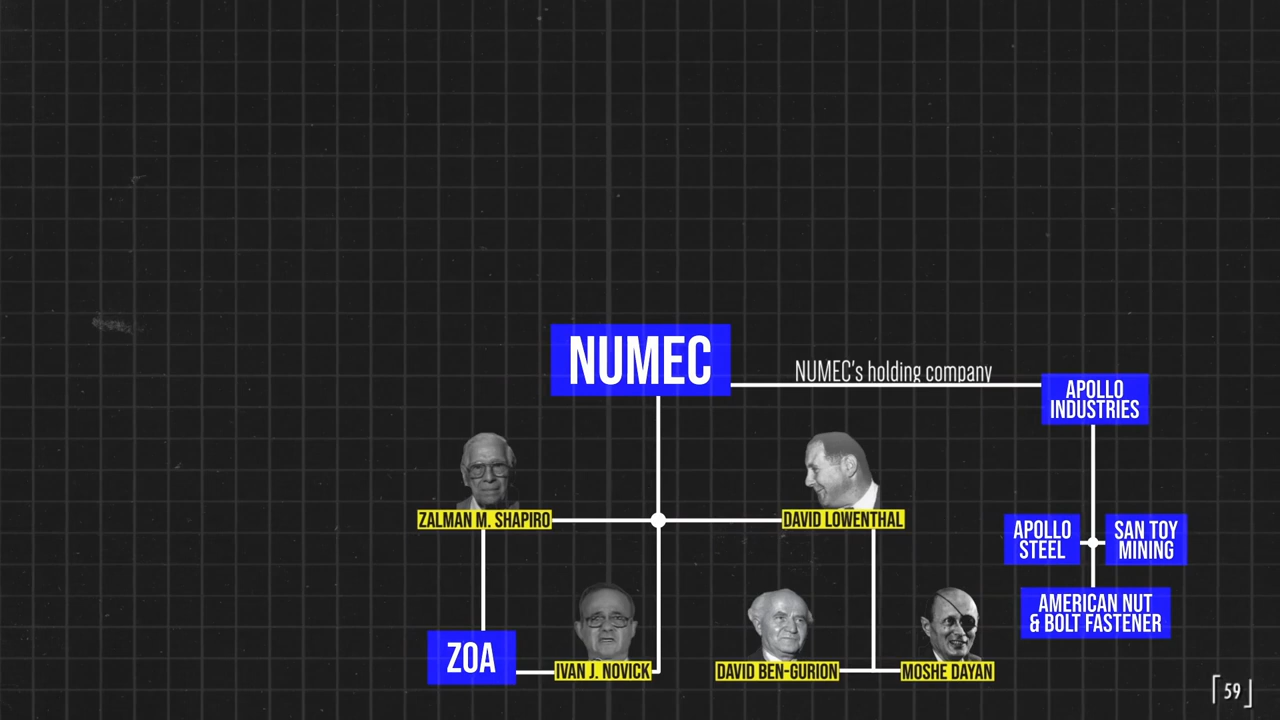 NUMEC
NUMEC's holding company
APOLLO
INDUSTRIES
ZALMAN M. SHAPIRO
DAVID LOWENTHAL
APOLLO
STEEL
SAN TOY
MINING
AMERICAN NUT
& BOLT FASTENER
ZOA
IVAN J. NOVICK
DAVID BEN-GURION
MOSHE DAYAN
59